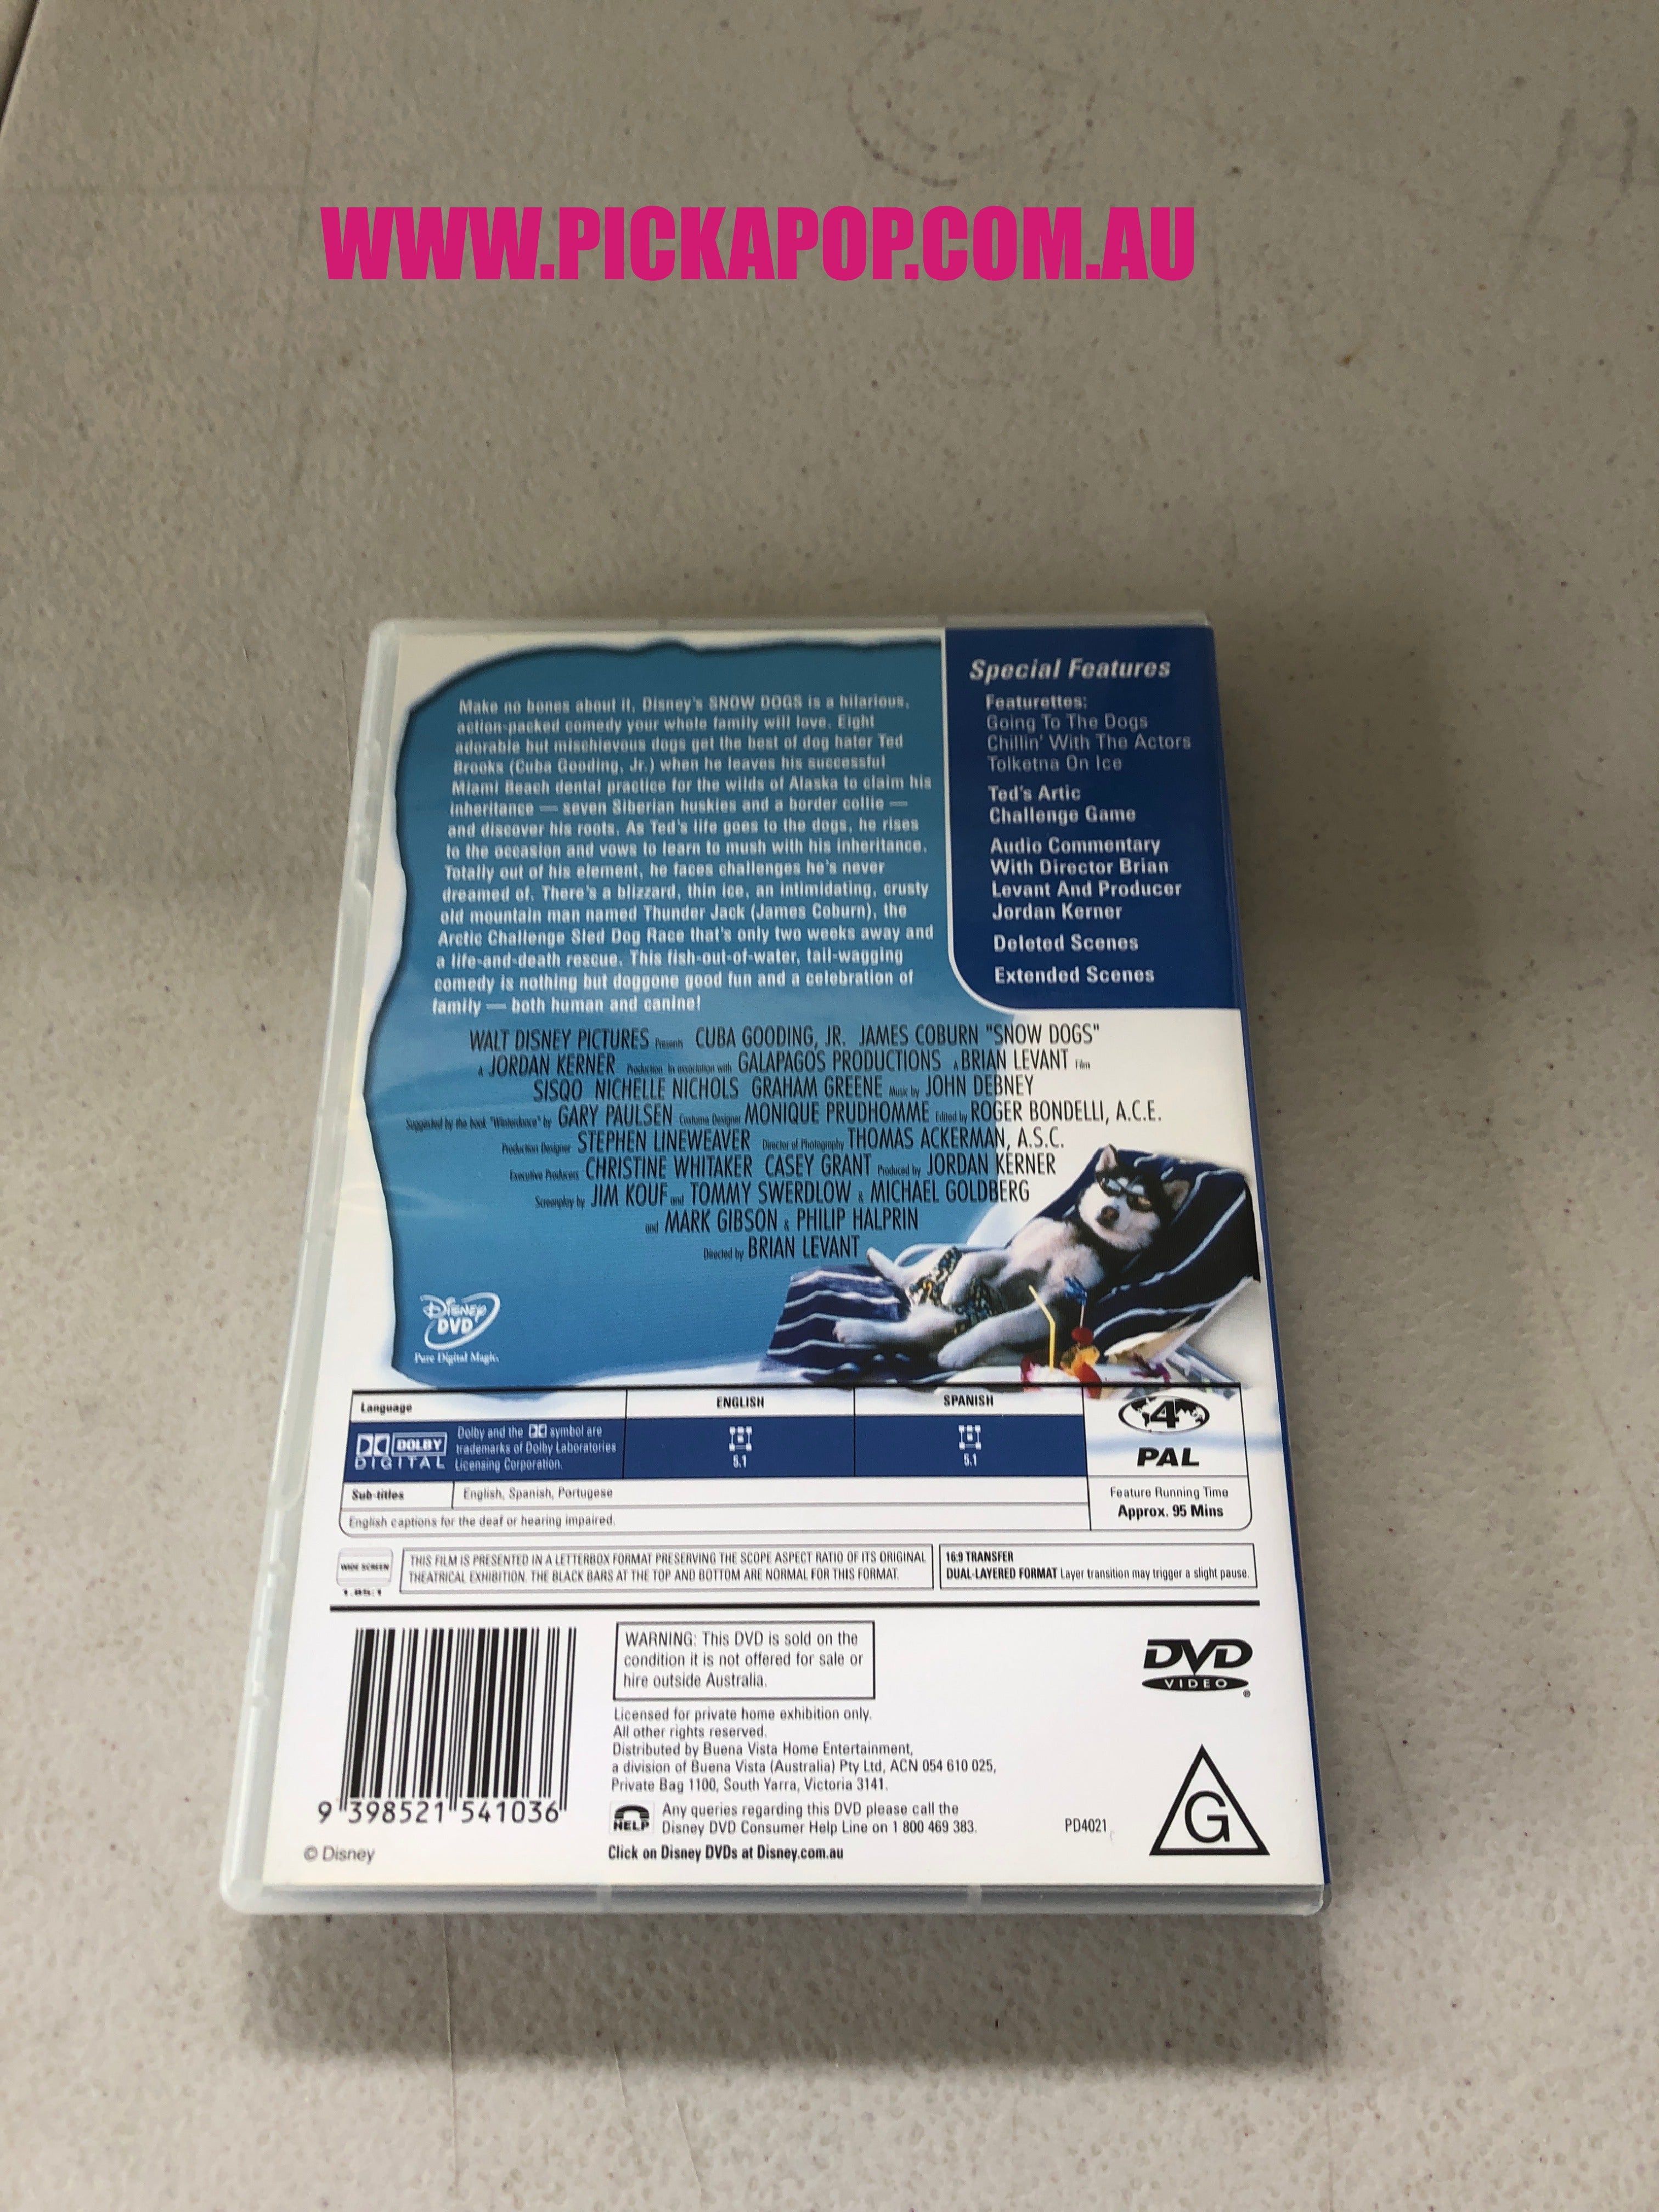 WWW.PICKAPOP.COM.AU
Make no bones about it, Disney's SNOW DOGS is a hilarious,
action-packed comedy your whole family will love. Eight
adorable but mischievous dogs get the best of dog hater Ted
Brooks (Cuba Gooding, Jr.) when he leaves his successful
Miami Beach dental practice for the wilds of Alaska to claim his
inheritance — seven Siberian huskies and a border collie —
and discover his roots. As Ted's life goes to the dogs, he rises
to the occasion and vows to learn to mush with his inheritance.
Totally out of his element, he faces challenges he's never
dreamed of. There's a blizzard, thin ice, an intimidating, crusty
old mountain man named Thunder Jack (James Coburn), the
Arctic Challenge Sled Dog Race that's only two weeks away and
a life-and-death rescue. This fish-out-of-water, tail-wagging
comedy is nothing but doggone good fun and a celebration of
family — both human and canine!
Special Features
Featurettes:
Going To The Dogs
Chillin' With The Actors
Tolketna On Ice
Ted's Artic
Challenge Game
Audio Commentary
With Director Brian
Levant And Producer
Jordan Kerner
Deleted Scenes
Extended Scenes
WALT DISNEY PICTURES Presents CUBA GOODING, JR. JAMES COBURN "SNOW DOGS"
A JORDAN KERNER Production In association with GALAPAGOS PRODUCTIONS A BRIAN LEVANT Film
SISQO NICHELLE NICHOLS GRAHAM GREENE Music by JOHN DEBNEY
Suggested by the book "Winterdance" by GARY PAULSEN Costume Designer MONIQUE PRUDHOMME Edited by ROGER BONDELLI, A.C.E.
Production Designer STEPHEN LINEWEAVER Director of Photography THOMAS ACKERMAN, A.S.C.
Executive Producers CHRISTINE WHITAKER CASEY GRANT Produced by JORDAN KERNER
Screenplay by JIM KOUF and TOMMY SWERDLOW & MICHAEL GOLDBERG
and MARK GIBSON & PHILIP HALPRIN
Directed by BRIAN LEVANT
DISNEY
DVD
Pure Digital Magic.
Language
ENGLISH
SPANISH
DOLBY
DIGITAL
Dolby and the symbol are
trademarks of Dolby Laboratories
Licensing Corporation.
5.1
5.1
4
PAL
Sub-titles
English, Spanish, Portugese
English captions for the deaf or hearing impaired.
Feature Running Time
Approx. 95 Mins
WIDE SCREEN
1.85:1
THIS FILM IS PRESENTED IN A LETTERBOX FORMAT PRESERVING THE SCOPE ASPECT RATIO OF ITS ORIGINAL
THEATRICAL EXHIBITION. THE BLACK BARS AT THE TOP AND BOTTOM ARE NORMAL FOR THIS FORMAT.
16:9 TRANSFER
DUAL-LAYERED FORMAT Layer transition may trigger a slight pause.
WARNING: This DVD is sold on the
condition it is not offered for sale or
hire outside Australia.
Licensed for private home exhibition only.
All other rights reserved.
Distributed by Buena Vista Home Entertainment,
a division of Buena Vista (Australia) Pty Ltd, ACN 054 610 025,
Private Bag 1100, South Yarra, Victoria 3141.
HELP
Any queries regarding this DVD please call the
Disney DVD Consumer Help Line on 1 800 469 383.
Click on Disney DVDs at Disney.com.au
9 398521 541036
© Disney
DVD
VIDEO
®
PD4021
G